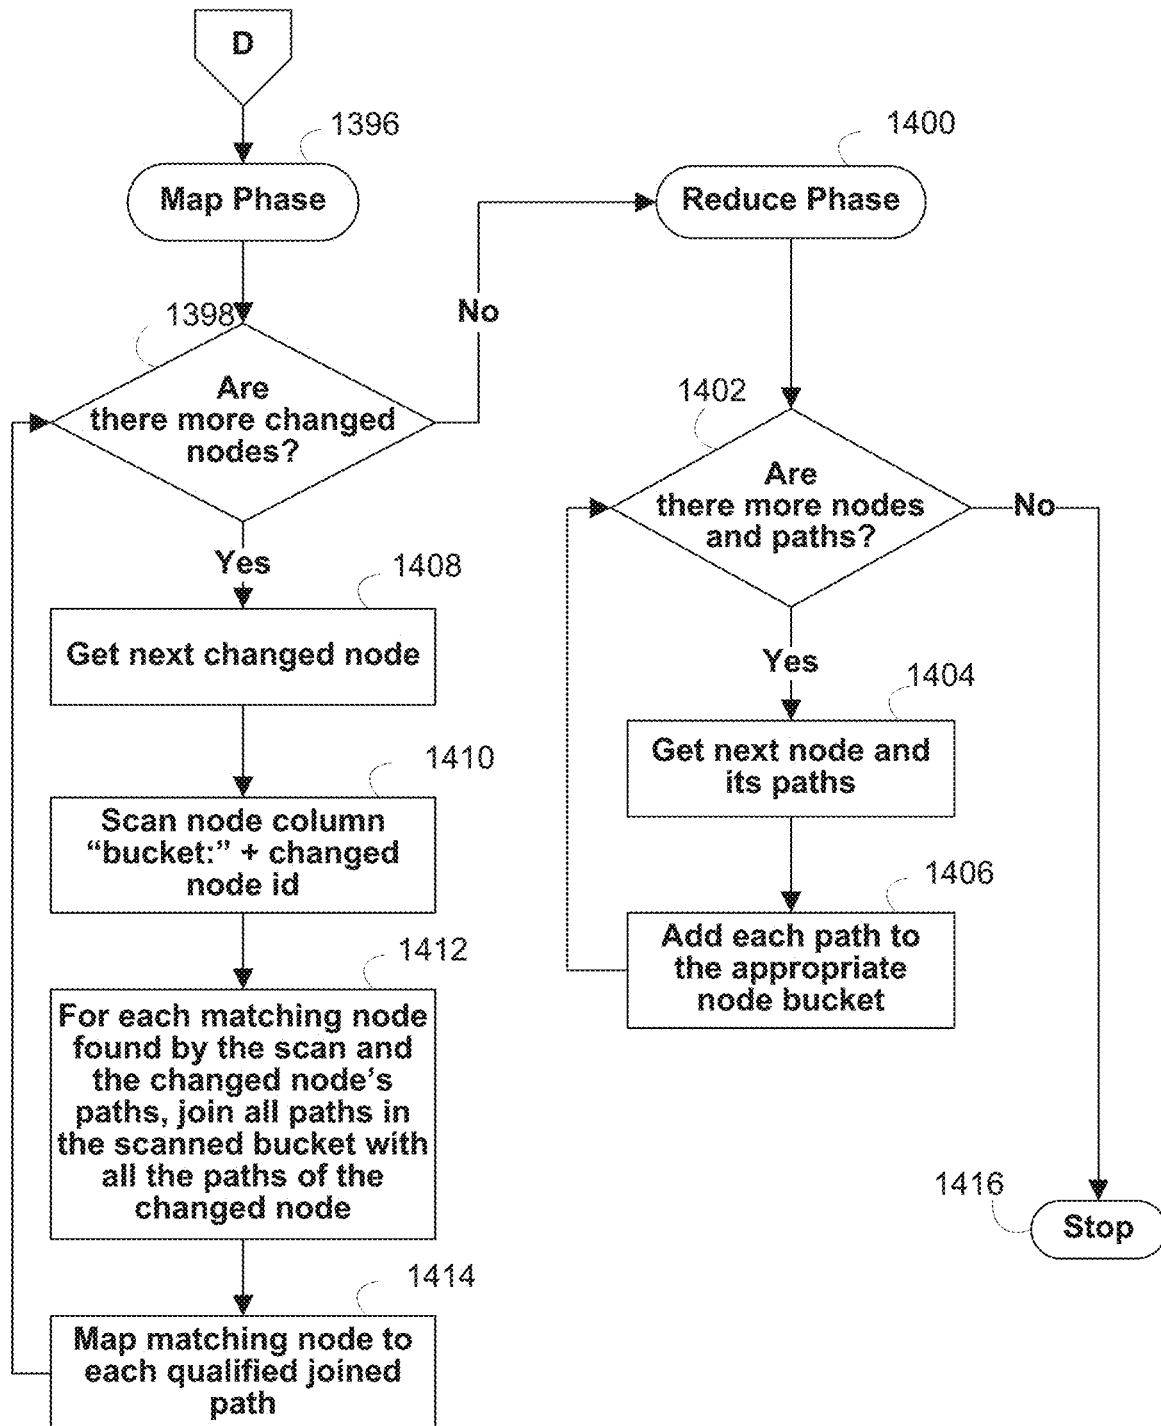 D
1396
Map Phase
1398
Are
there more changed
nodes?
No
Yes
1408
Get next changed node
1410
Scan node column
“bucket:” + changed
node id
1412
For each matching node
found by the scan and
the changed node’s
paths, join all paths in
the scanned bucket with
all the paths of the
changed node
1414
Map matching node to
each qualified joined
path
1400
Reduce Phase
1402
Are
there more nodes
and paths?
No
Yes
1404
Get next node and
its paths
1406
Add each path to
the appropriate
node bucket
1416
Stop